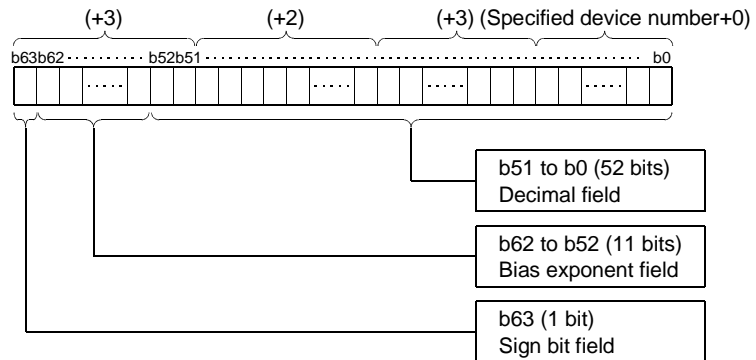 (+3) (+2) (+3) (Specified device number+0)
b63b62 b52b51 b0
b51 to b0 (52 bits)
Decimal field
b62 to b52 (11 bits)
Bias exponent field
b63 (1 bit)
Sign bit field